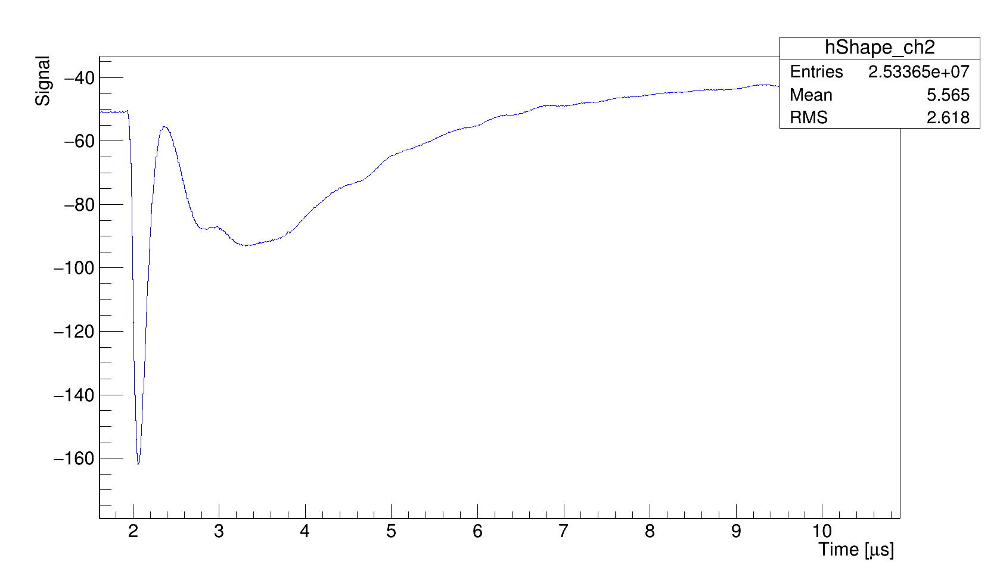 hShape_ch2
Entries 2.53365e+07
Mean 5.565
RMS 2.618
Signal
−40
−60
−80
−100
−120
−140
−160
2 3 4 5 6 7 8 9 10
Time [μs]